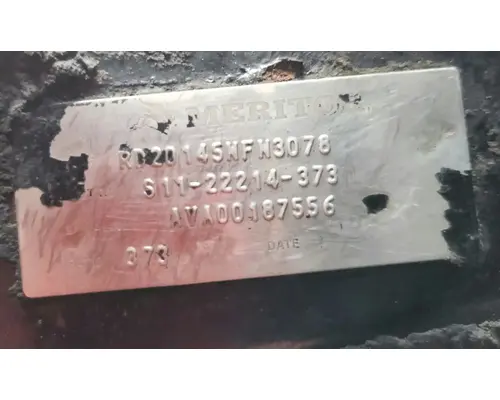 MERITOR
RD20145NFN3078
S11-22214-373
AVA00187556
373 DATE